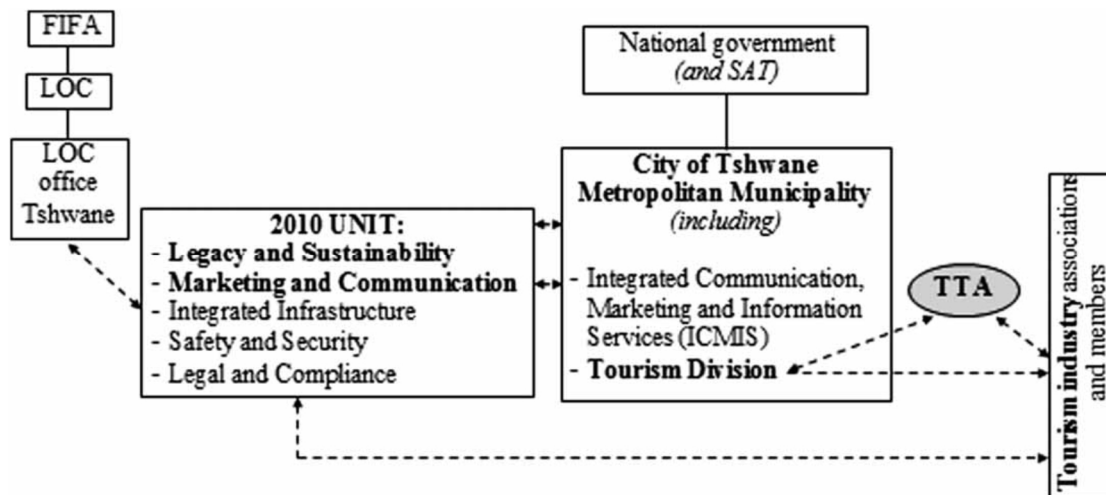 FIFA
LOC
LOC
office
Tshwane
2010 UNIT:
- Legacy and Sustainability
- Marketing and Communication
- Integrated Infrastructure
- Safety and Security
- Legal and Compliance
National government
(and SAT)
City of Tshwane
Metropolitan Municipality
(including)
- Integrated Communication,
Marketing and Information
Services (ICMIS)
- Tourism Division
TTA
Tourism industry associations
and members